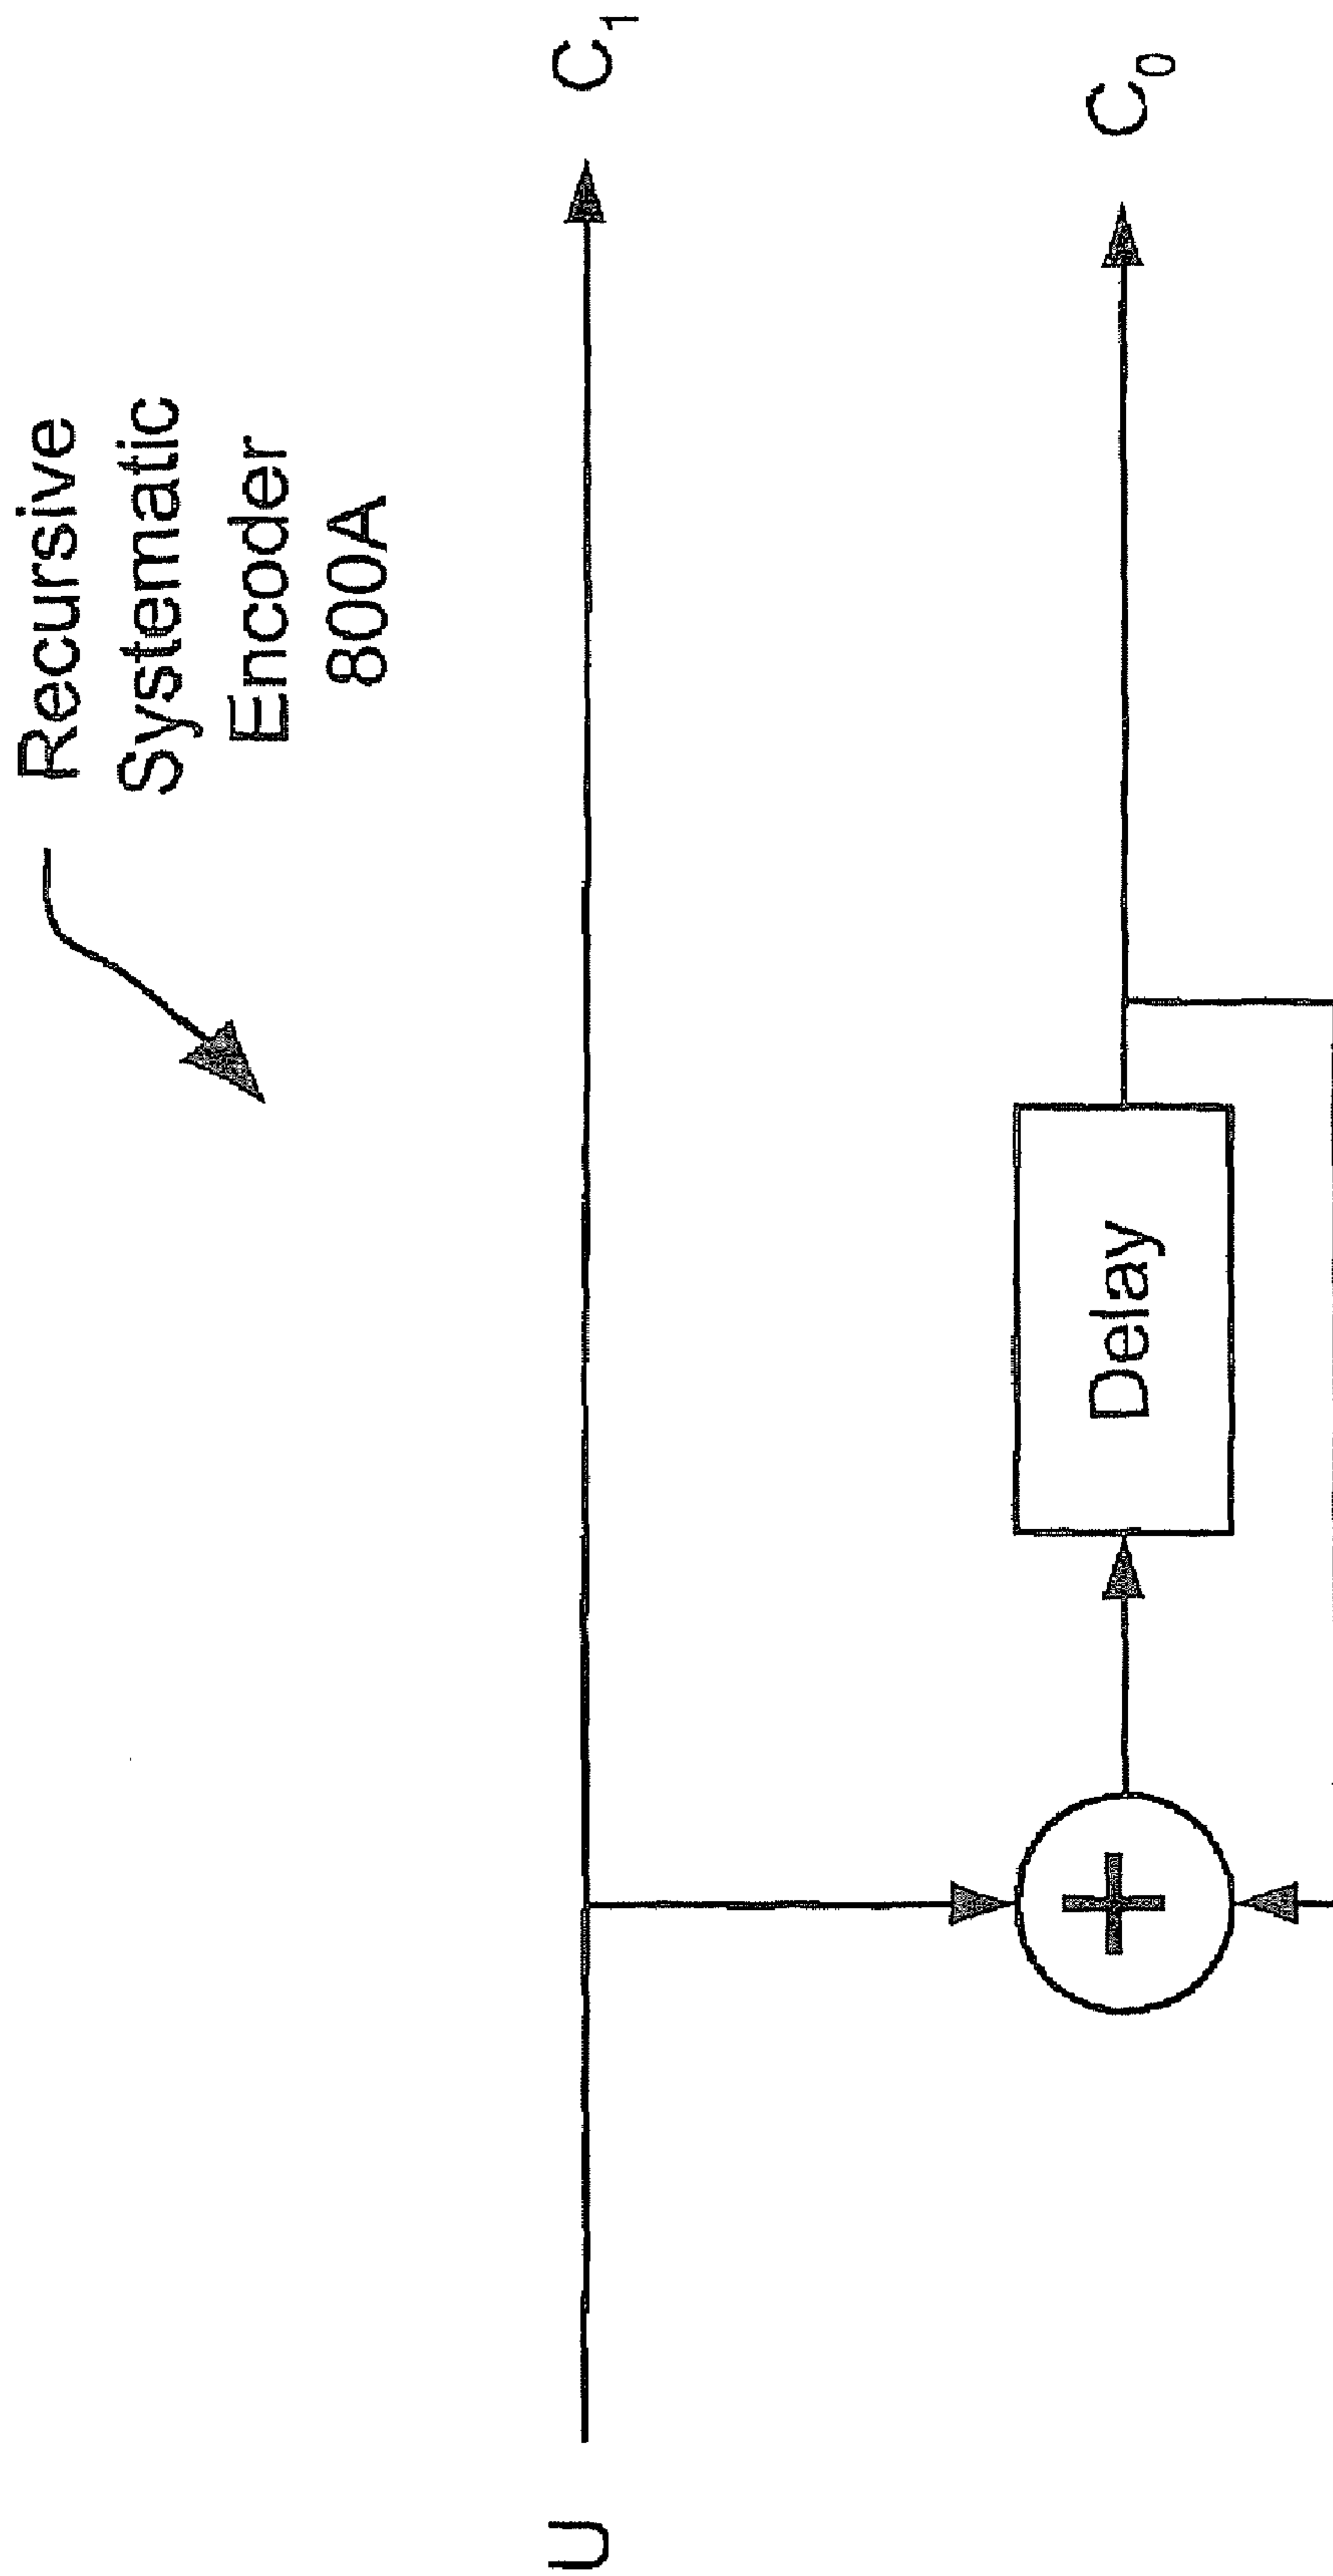 Recursive
Systematic
Encoder
800A
U
C₁
+
Delay
C₀